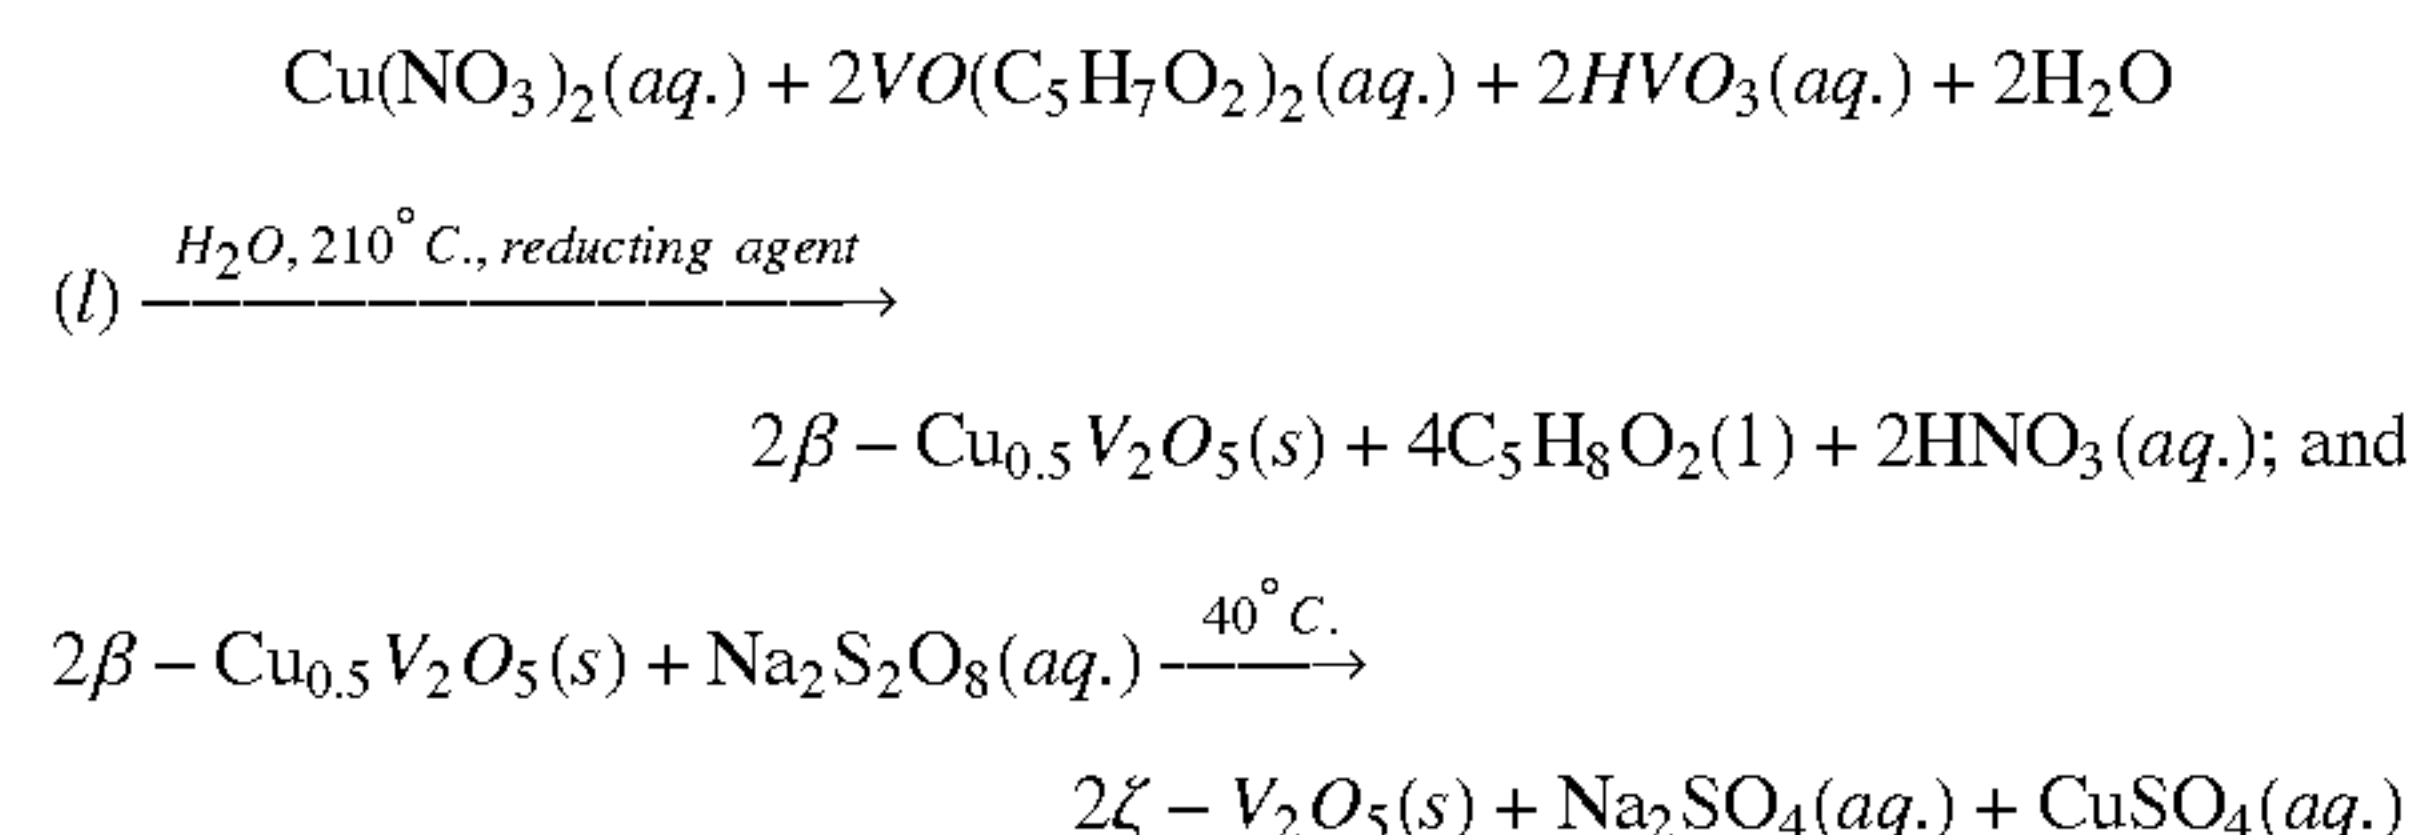 Cu(NO₃)₂(aq.) + 2VO(C₅H₇O₂)₂(aq.) + 2HVO₃(aq.) + 2H₂O
H₂O, 210°C., reducting agent
(l) ⟶
2β − Cu₀.₅V₂O₅(s) + 4C₅H₈O₂(1) + 2HNO₃(aq.); and
40°C.
2β − Cu₀.₅V₂O₅(s) + Na₂S₂O₈(aq.) ⟶
2ζ − V₂O₅(s) + Na₂SO₄(aq.) + CuSO₄(aq.)